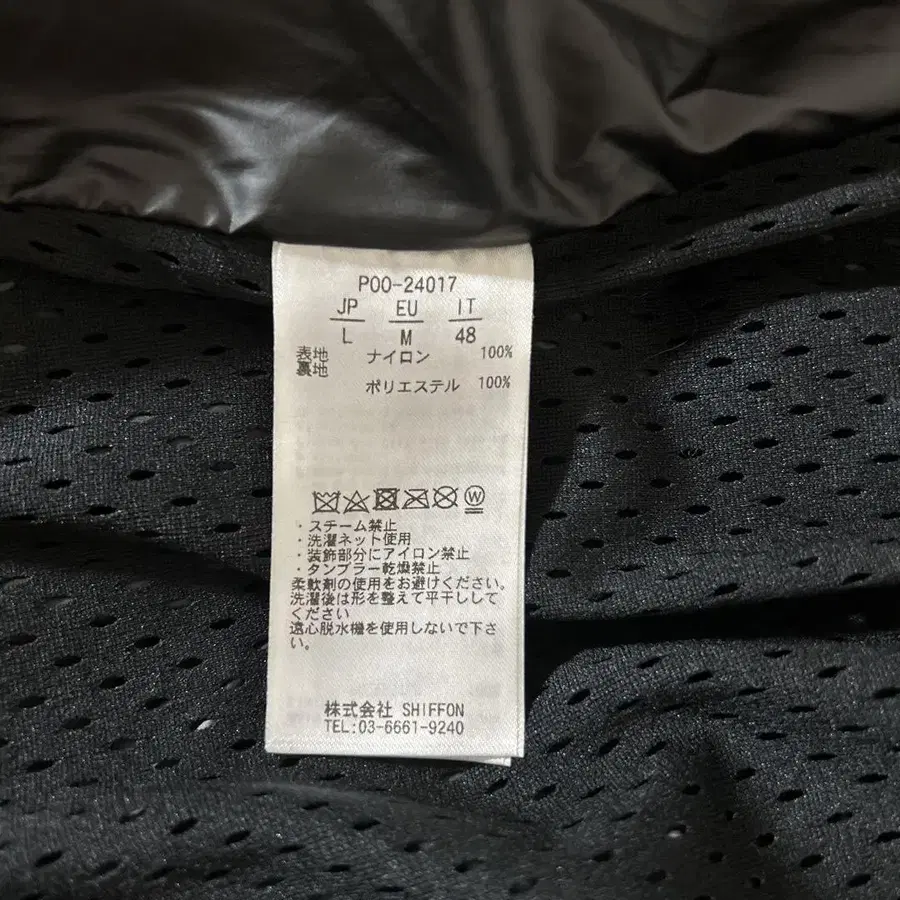 P00-24017
JP EU IT
L M 48
表地 ナイロン 100%
裏地
ポリエステル 100%
W
・スチーム禁止
・洗濯ネット使用
・装飾部分にアイロン禁止
・タンブラー乾燥禁止
柔軟剤の使用をお避けください。
洗濯後は形を整えて平干しして
ください
遠心脱水機を使用しないで下さ
い。
株式会社 SHIFFON
TEL:03-6661-9240